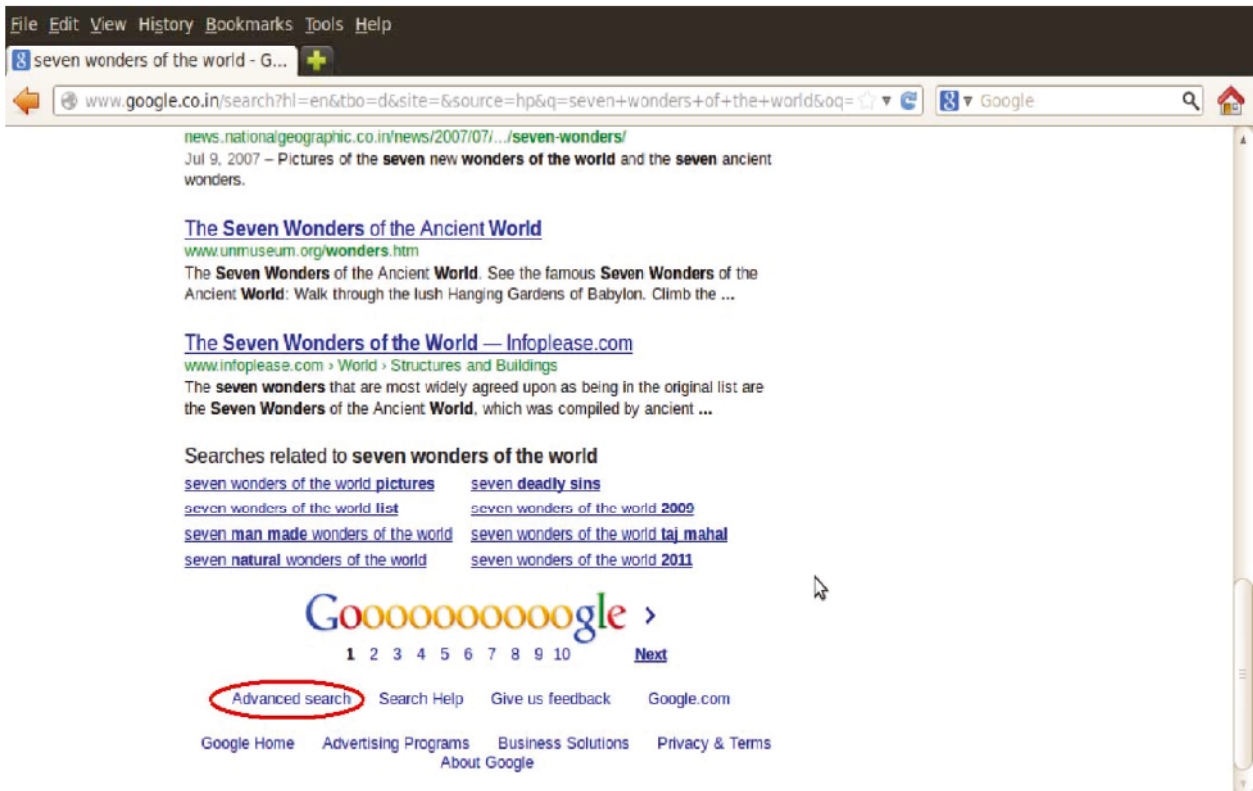 File Edit View History Bookmarks Tools Help
seven wonders of the world - G...
www.google.co.in/search?hl=en&tbo=d&site=&source=hp&q=seven+wonders+of+the+world&oq=
Google
news.nationalgeographic.co.in/news/2007/07/.../seven-wonders/
Jul 9, 2007 – Pictures of the seven new wonders of the world and the seven ancient
wonders.
The Seven Wonders of the Ancient World
www.unmuseum.org/wonders.htm
The Seven Wonders of the Ancient World. See the famous Seven Wonders of the
Ancient World: Walk through the lush Hanging Gardens of Babylon. Climb the ...
The Seven Wonders of the World — Infoplease.com
www.infoplease.com › World › Structures and Buildings
The seven wonders that are most widely agreed upon as being in the original list are
the Seven Wonders of the Ancient World, which was compiled by ancient ...
Searches related to seven wonders of the world
seven wonders of the world pictures seven deadly sins
seven wonders of the world list seven wonders of the world 2009
seven man made wonders of the world seven wonders of the world taj mahal
seven natural wonders of the world seven wonders of the world 2011
Goooooooooogle ›
1 2 3 4 5 6 7 8 9 10 Next
Advanced search Search Help Give us feedback Google.com
Google Home Advertising Programs Business Solutions Privacy & Terms
About Google